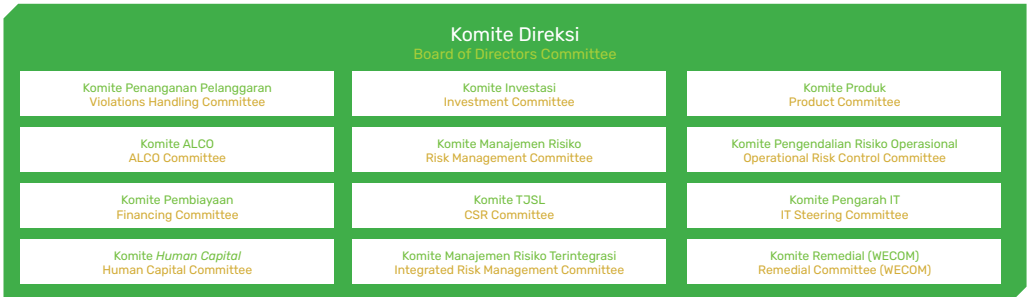 Komite Direksi
Board of Directors Committee
Komite Penanganan Pelanggaran
Violations Handling Committee
Komite Investasi
Investment Committee
Komite Produk
Product Committee
Komite ALCO
ALCO Committee
Komite Manajemen Risiko
Risk Management Committee
Komite Pengendalian Risiko Operasional
Operational Risk Control Committee
Komite Pembiayaan
Financing Committee
Komite TJSL
CSR Committee
Komite Pengarah IT
IT Steering Committee
Komite Human Capital
Human Capital Committee
Komite Manajemen Risiko Terintegrasi
Integrated Risk Management Committee
Komite Remedial (WECOM)
Remedial Committee (WECOM)